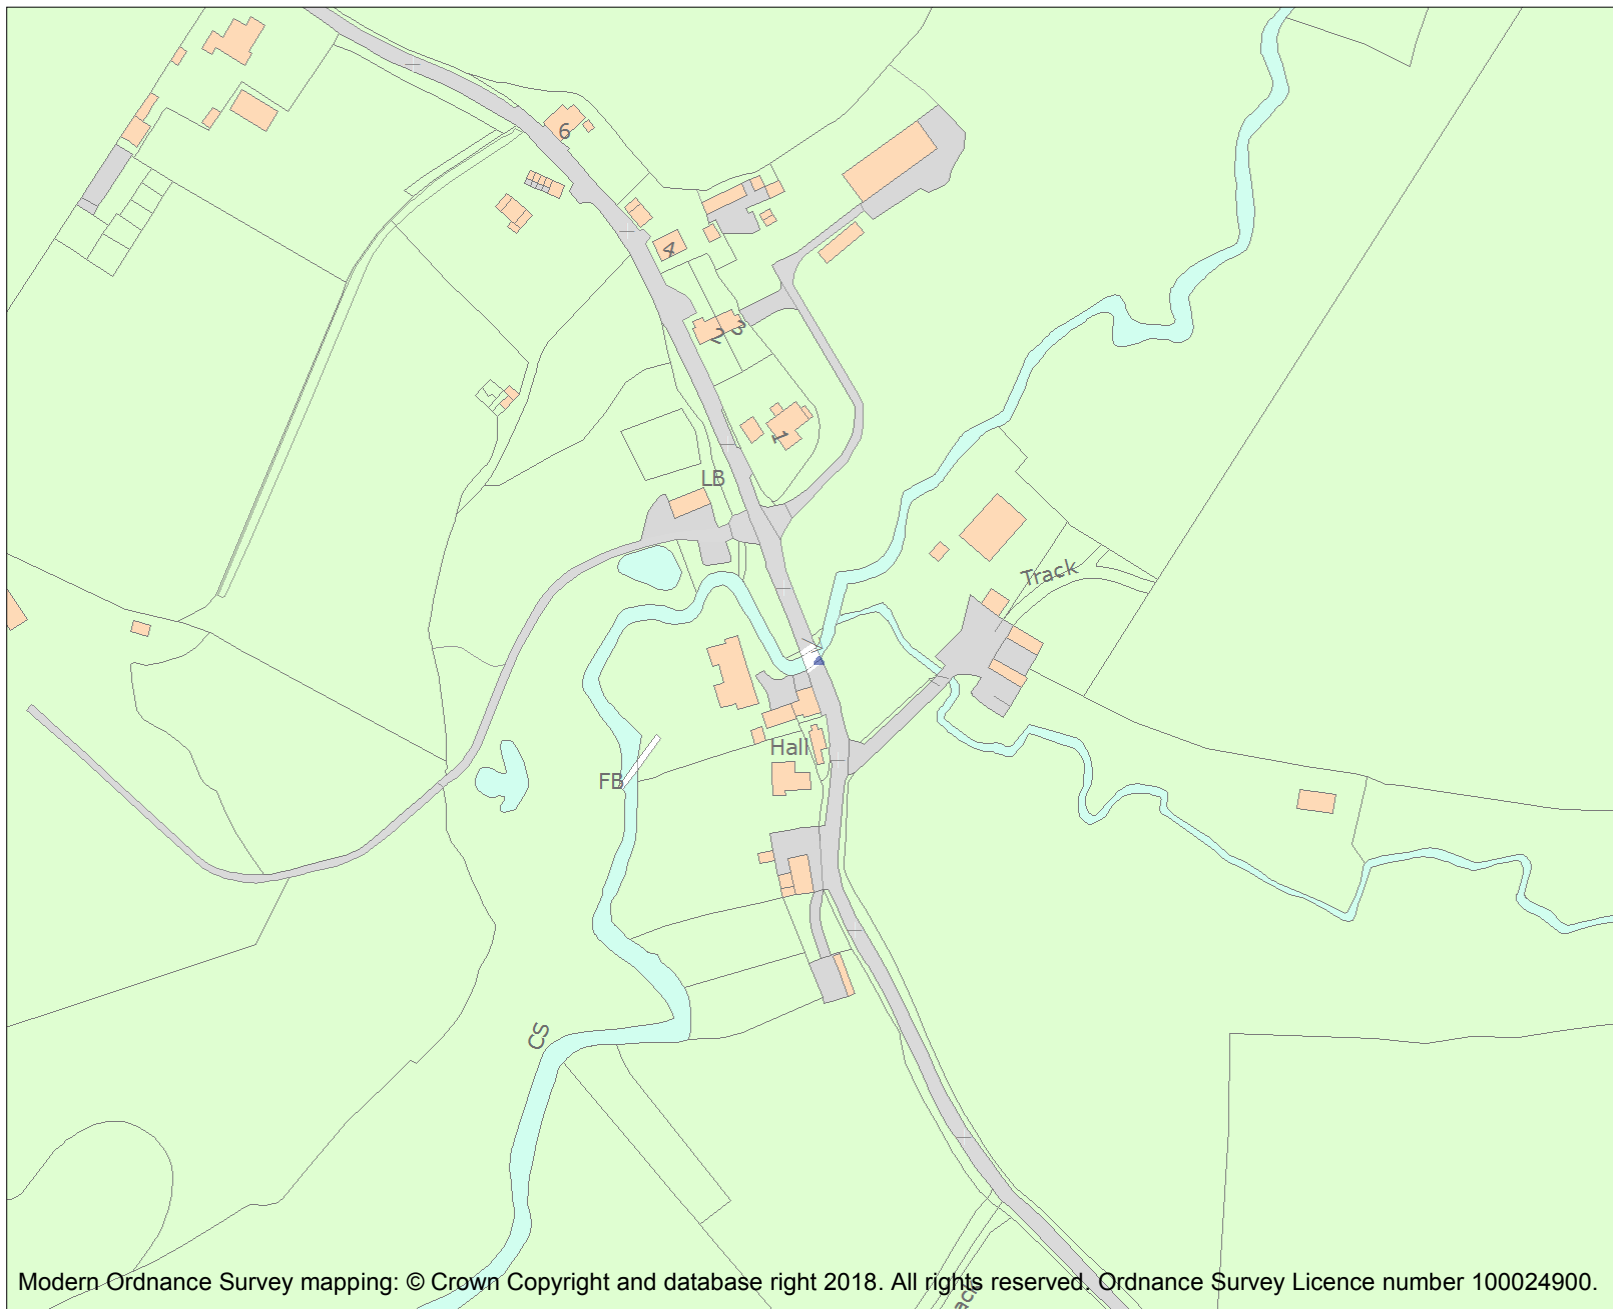 6
4
2
3
1
LB
Track
Hall
FB
CS
Track
Modern Ordnance Survey mapping: © Crown Copyright and database right 2018. All rights reserved. Ordnance Survey Licence number 100024900.